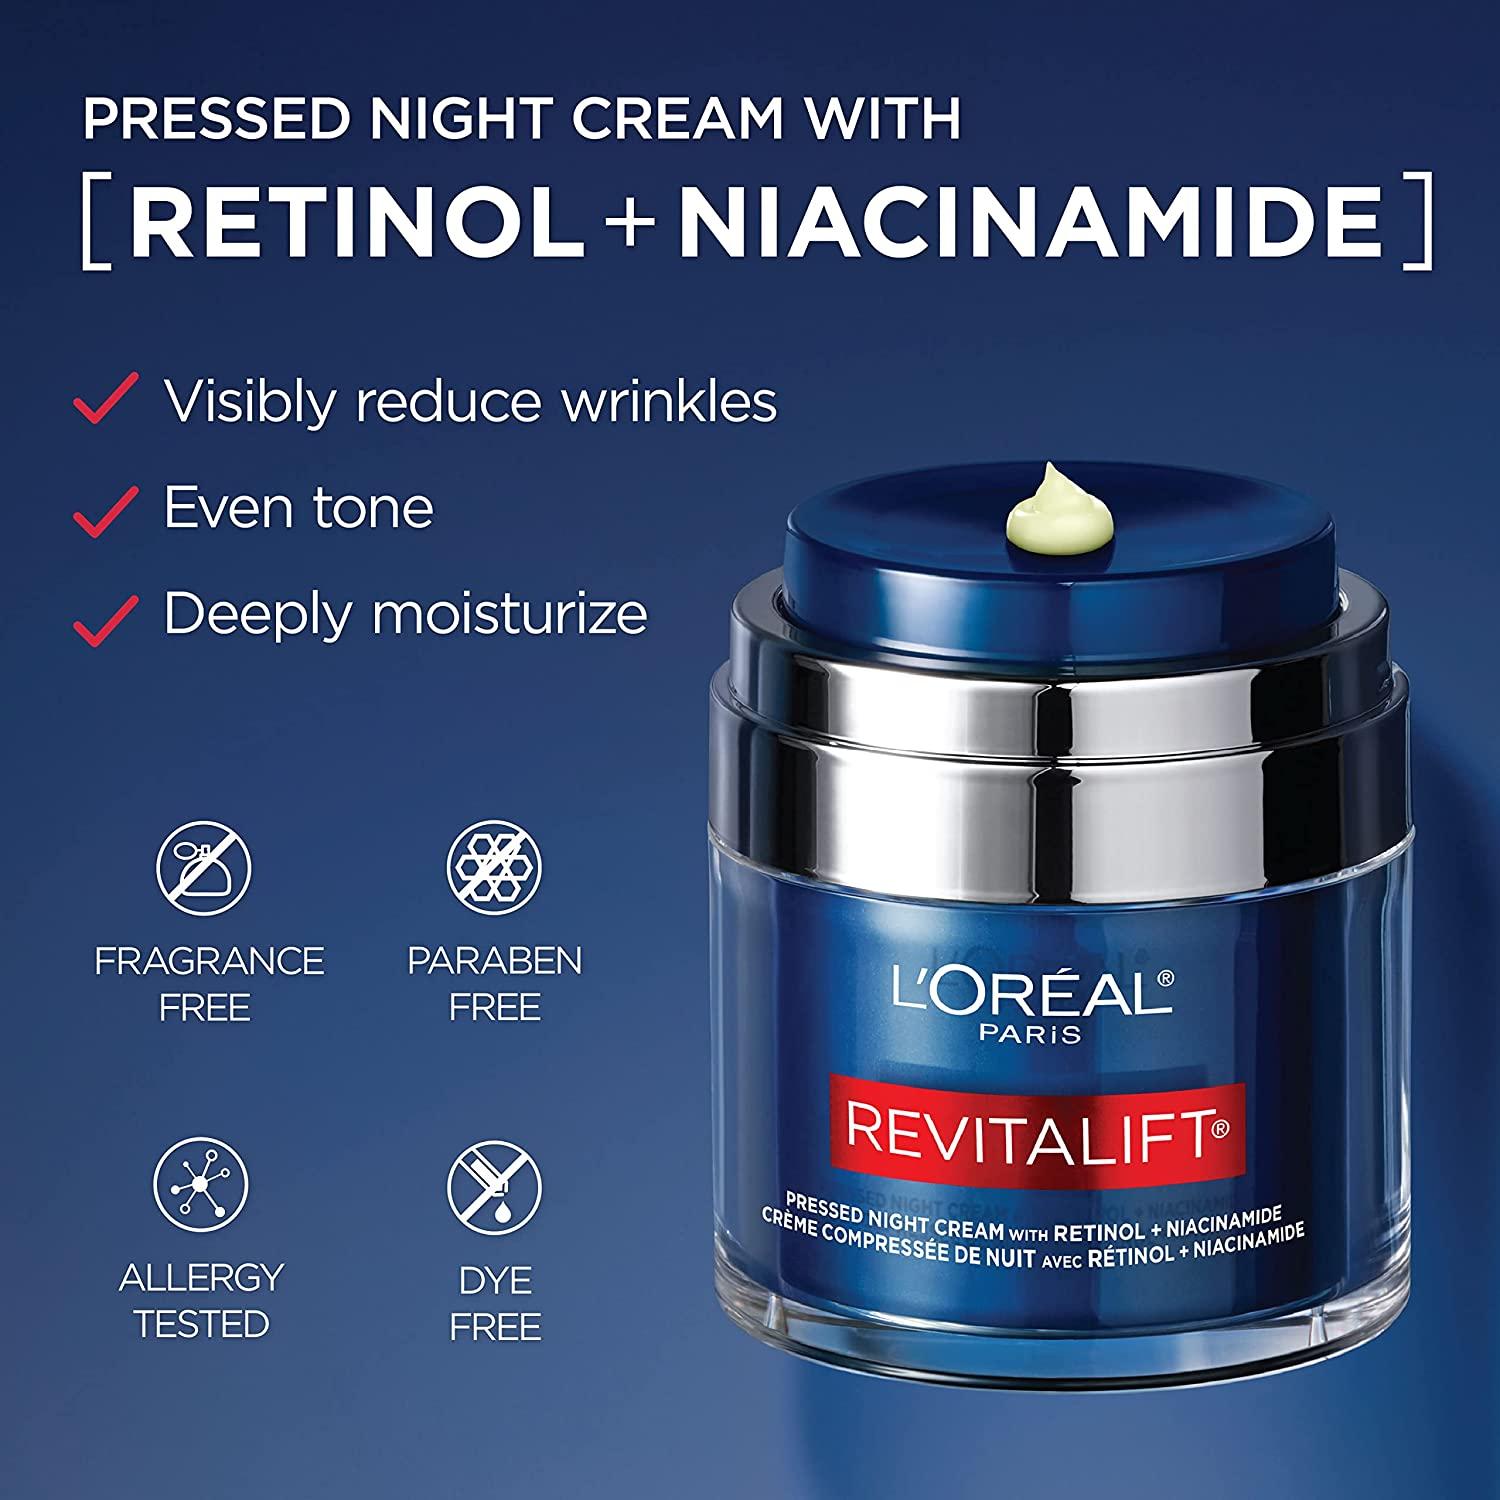 PRESSED NIGHT CREAM WITH
[RETINOL + NIACINAMIDE]
Visibly reduce wrinkles
Even tone
Deeply moisturize
FRAGRANCE
FREE
PARABEN
FREE
ALLERGY
TESTED
DYE
FREE
L'ORÉAL®
PARiS
REVITALIFT®
PRESSED NIGHT CREAM WITH RETINOL + NIACINAMIDE
CRÈME COMPRESSÉE DE NUIT AVEC RÉTINOL + NIACINAMIDE